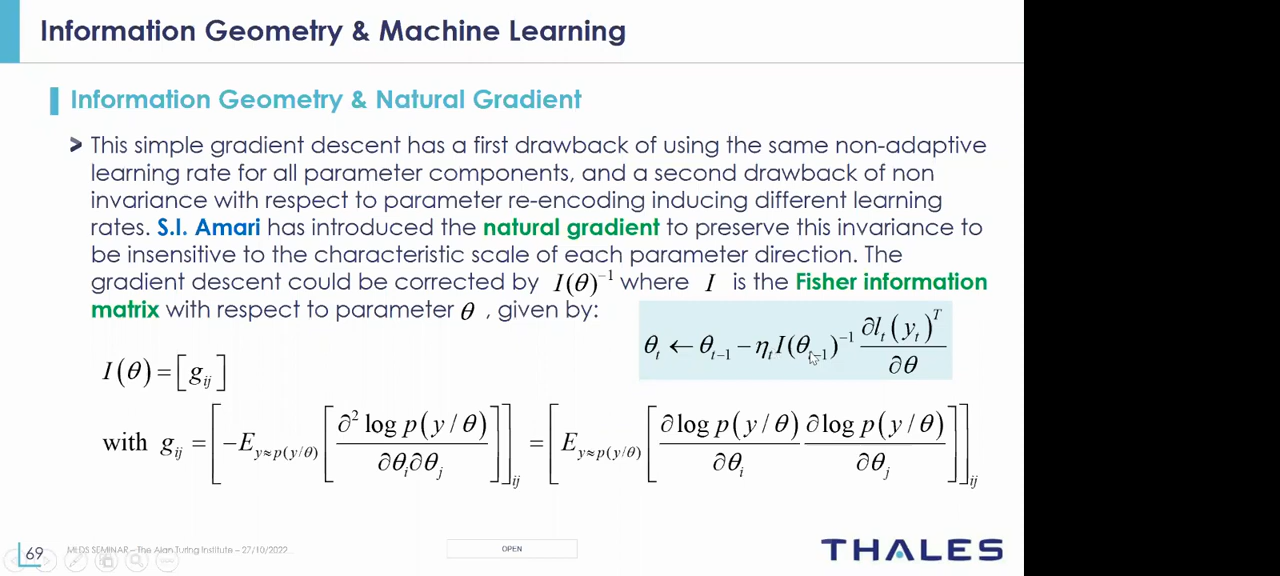 Information Geometry & Machine Learning
Information Geometry & Natural Gradient
This simple gradient descent has a first drawback of using the same non-adaptive
learning rate for all parameter components, and a second drawback of non
invariance with respect to parameter re-encoding inducing different learning
rates. S.I. Amari has introduced the natural gradient to preserve this invariance to
be insensitive to the characteristic scale of each parameter direction. The
gradient descent could be corrected by I(θ)⁻¹ where I is the Fisher information
matrix with respect to parameter θ , given by:
θ_t ← θ_{t−1} − η_t I(θ_{t−1})⁻¹ ∂l_t(y_t)^T / ∂θ
I(θ) = [g_ij]
with g_ij = [−E_{y≈p(y/θ)} [∂² log p(y/θ) / ∂θ_i∂θ_j]]_ij = [E_{y≈p(y/θ)} [∂ log p(y/θ) / ∂θ_i ∂ log p(y/θ) / ∂θ_j]]_ij
69
MLDS SEMINAR – The Alan Turing Institute – 27/10/2022
OPEN
THALES